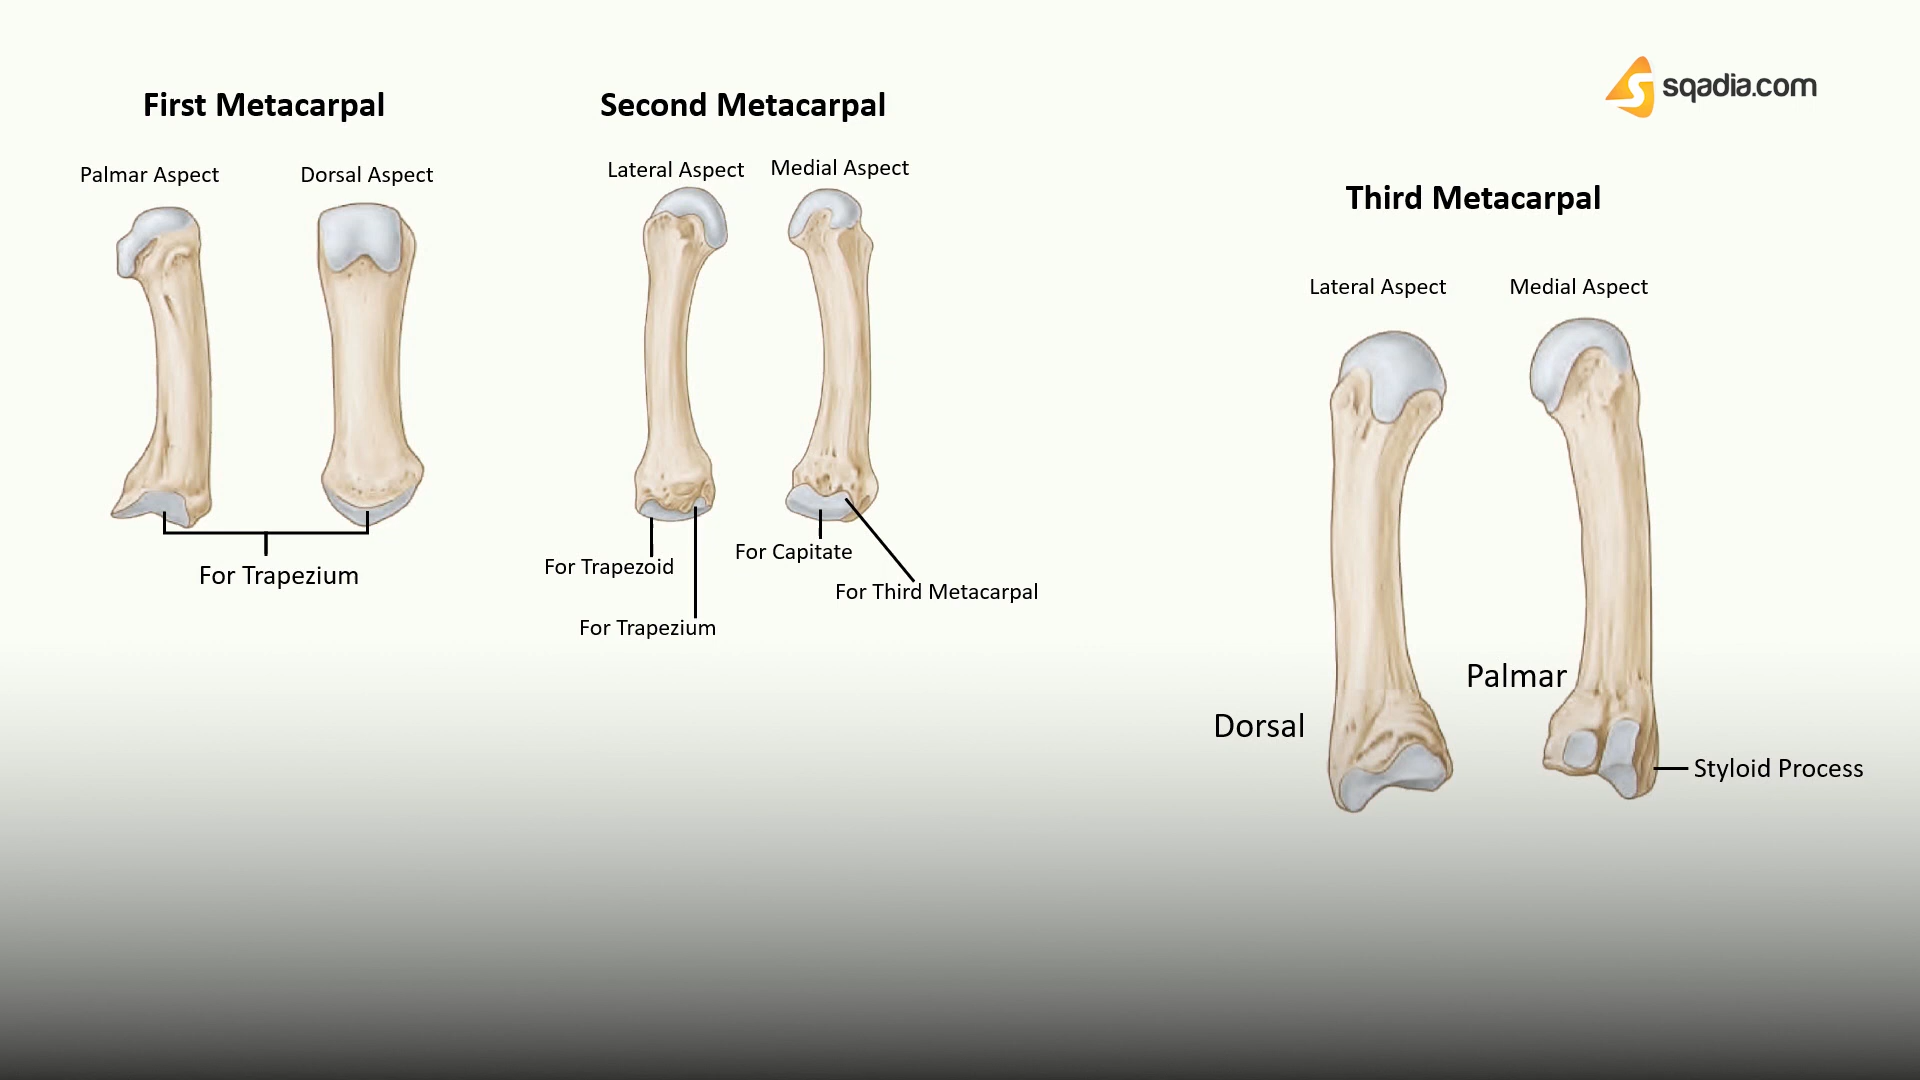 sqadia.com
First Metacarpal
Palmar Aspect
Dorsal Aspect
For Trapezium
Second Metacarpal
Lateral Aspect
Medial Aspect
For Trapezoid
For Capitate
For Third Metacarpal
For Trapezium
Third Metacarpal
Lateral Aspect
Medial Aspect
Palmar
Dorsal
Styloid Process